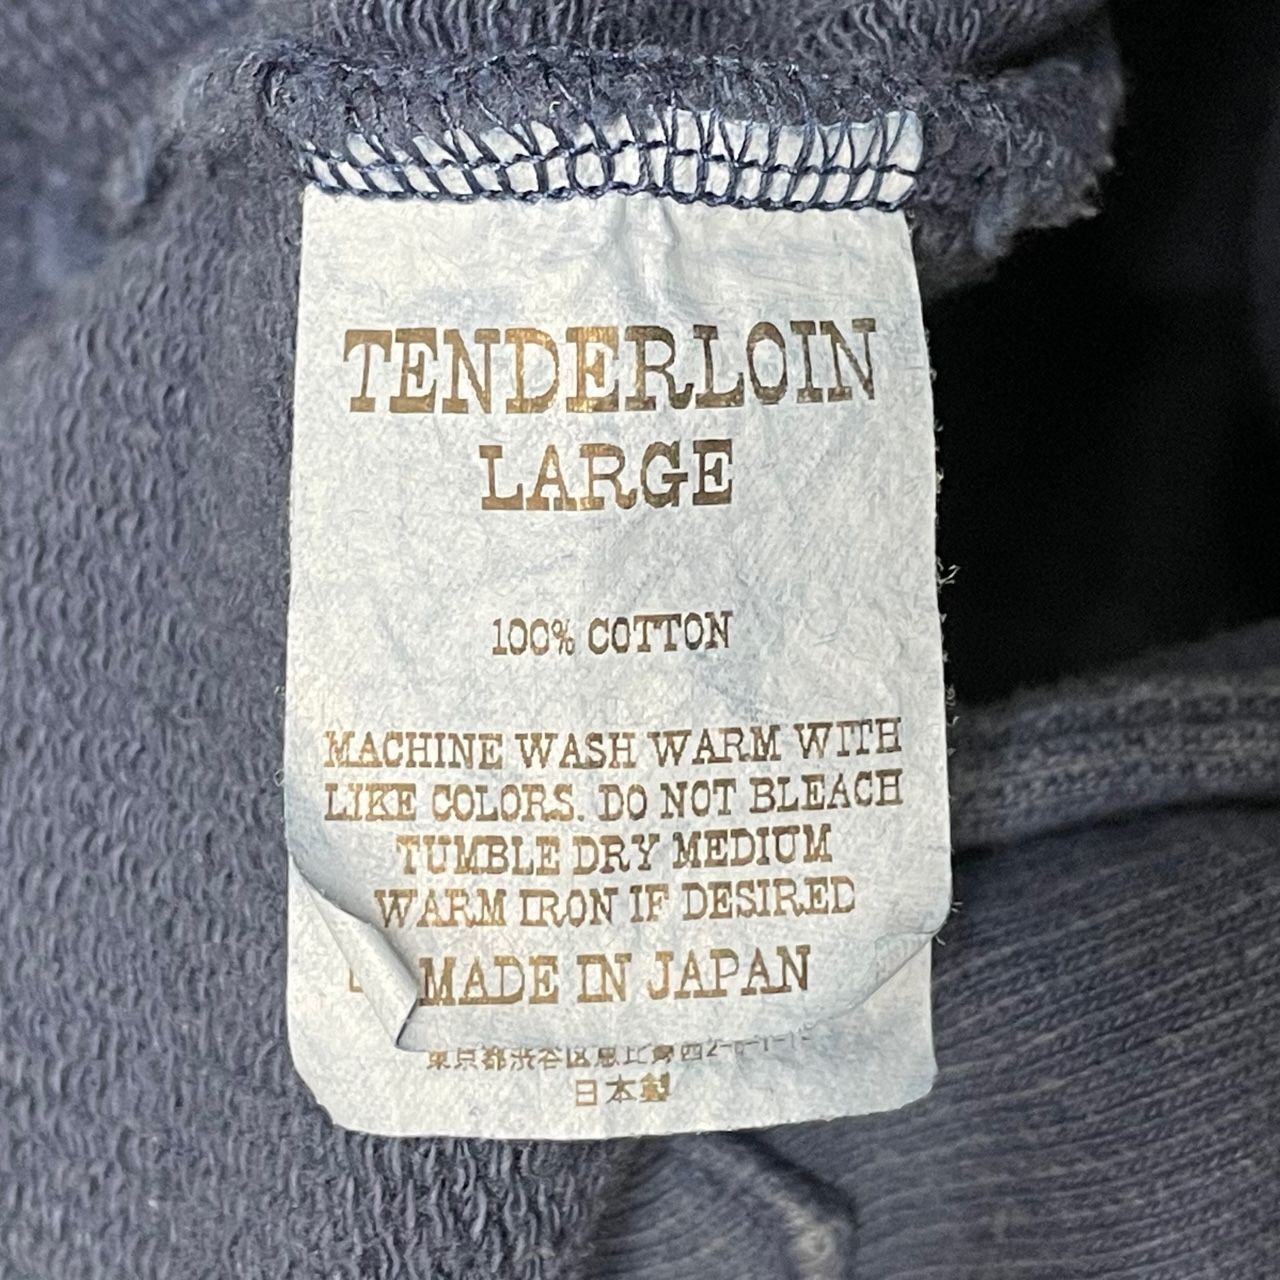 TENDERLOIN
LARGE
100% COTTON
MACHINE WASH WARM WITH
LIKE COLORS. DO NOT BLEACH
TUMBLE DRY MEDIUM
WARM IRON IF DESIRED
MADE IN JAPAN
東京都渋谷区恵比寿西
日本製